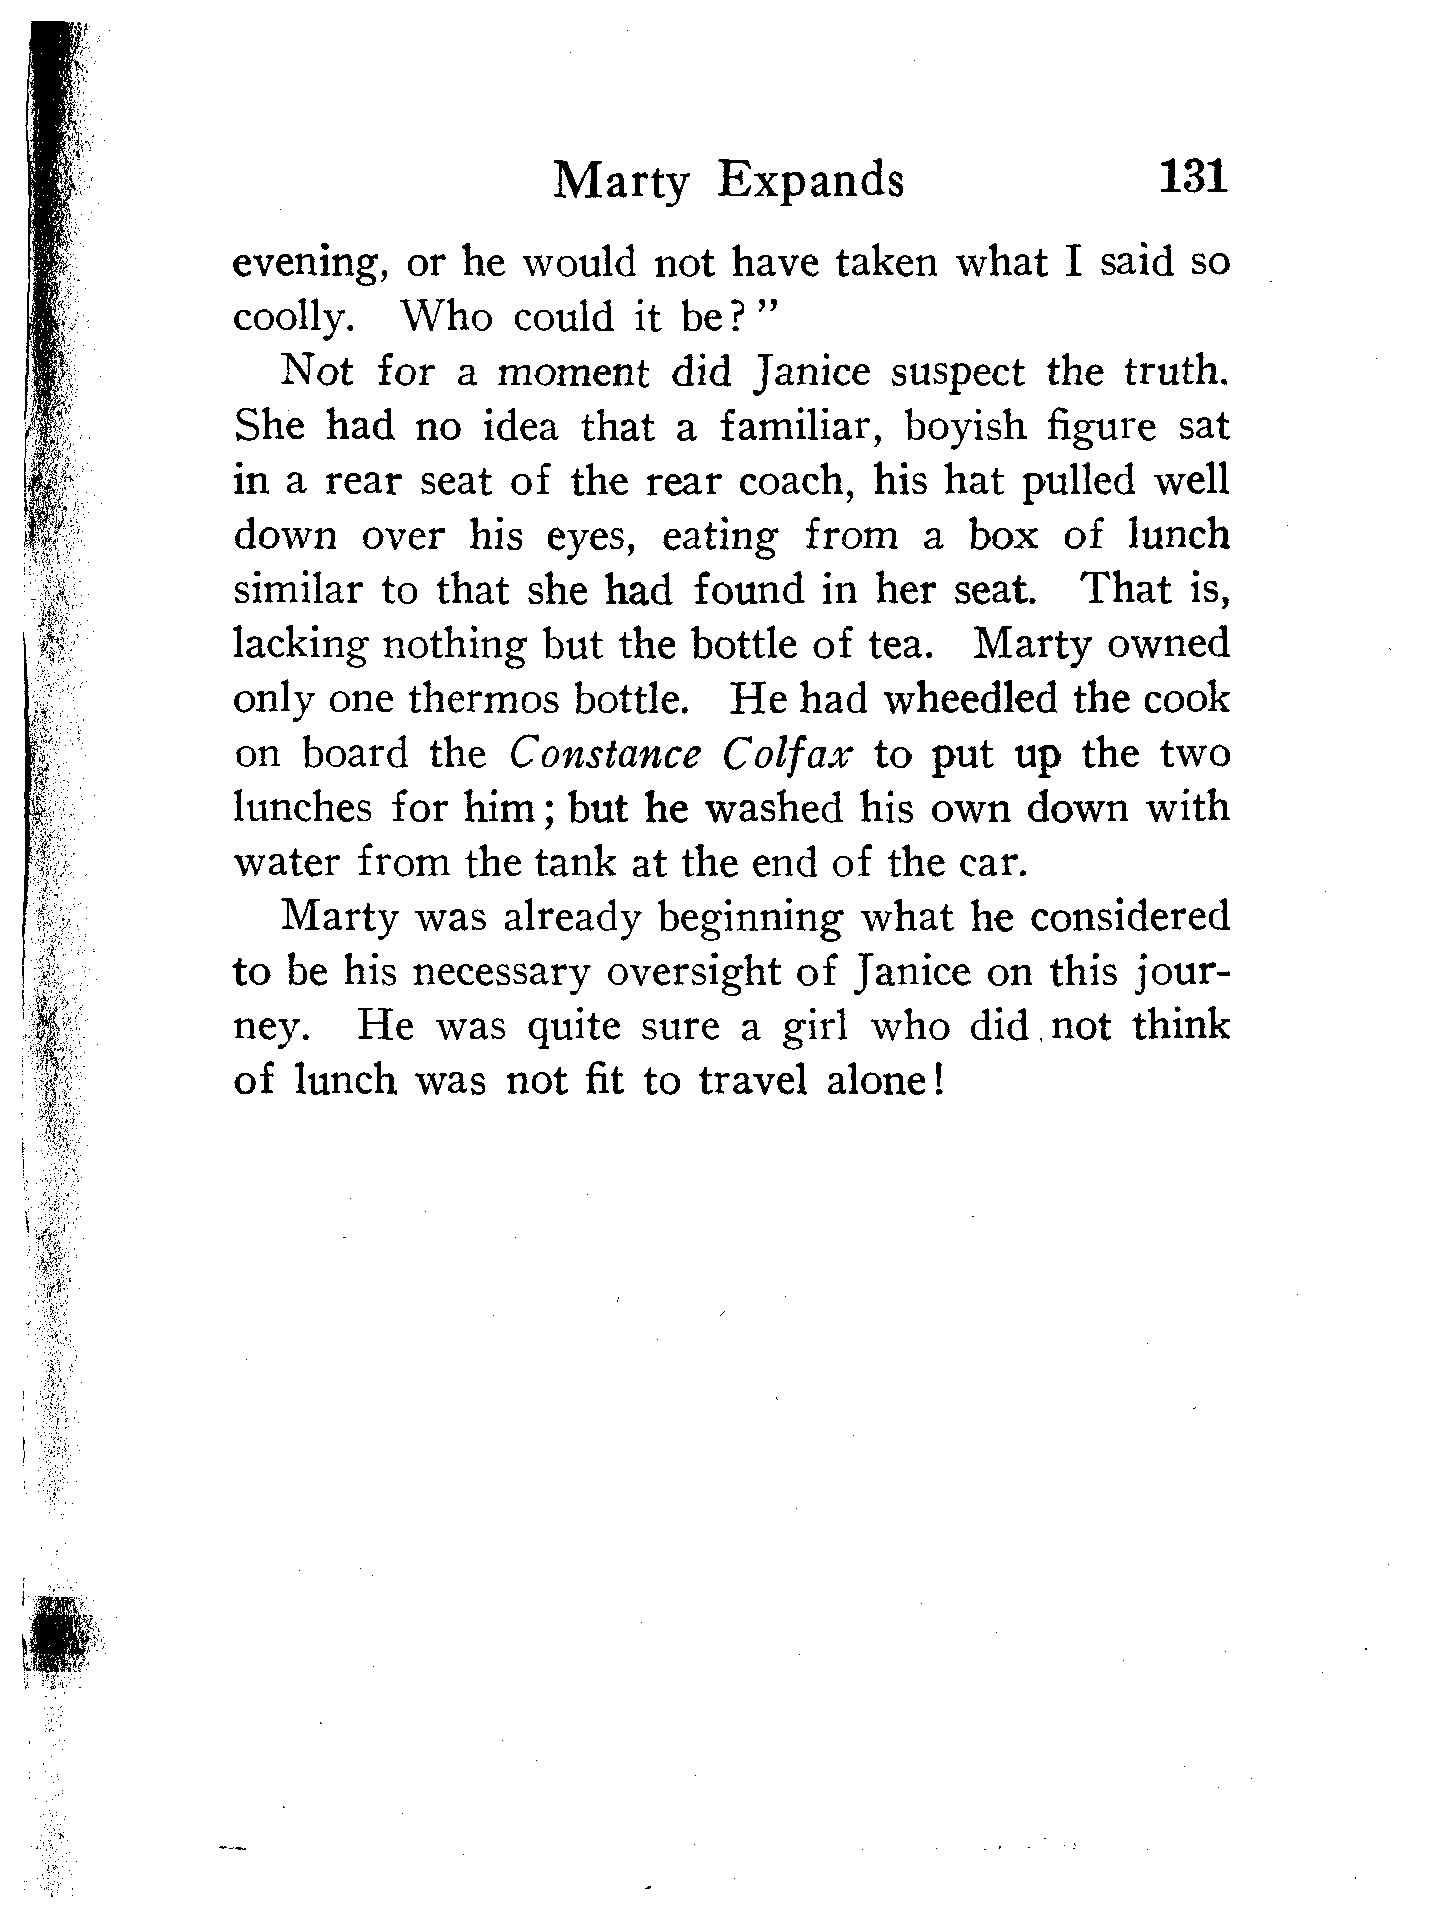 Marty Expands 131
evening, or he would not have taken what I said so
coolly. Who could it be?”
Not for a moment did Janice suspect the truth.
She had no idea that a familiar, boyish figure sat
in a rear seat of the rear coach, his hat pulled well
down over his eyes, eating from a box of lunch
similar to that she had found in her seat. That is,
lacking nothing but the bottle of tea. Marty owned
only one thermos bottle. He had wheedled the cook
on board the Constance Colfax to put up the two
lunches for him; but he washed his own down with
water from the tank at the end of the car.
Marty was already beginning what he considered
to be his necessary oversight of Janice on this jour-
ney. He was quite sure a girl who did not think
of lunch was not fit to travel alone!